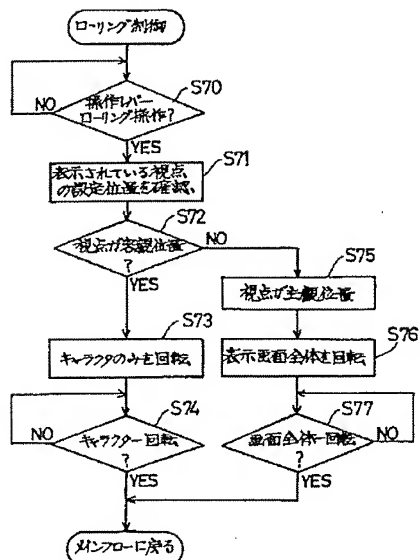 ローリング制御
S70
操作レバー
ローリング操作?
NO
YES
S71
表示されている視点
の設定位置を確認
S72
視点が客観位置
?
NO
YES
S75
視点が主観位置
S73
キャラクタのみを回転
S76
表示画面全体を回転
S74
キャラクター回転
?
NO
YES
S77
画面全体一回転
?
NO
YES
メインフローに戻る